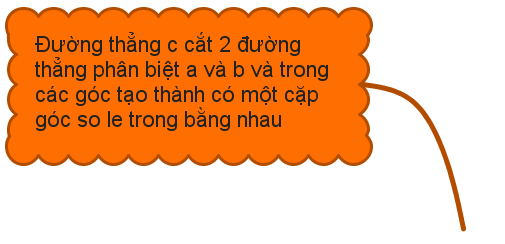 Đường thẳng c cắt 2 đường
thẳng phân biệt a và b và trong
các góc tạo thành có một cặp
góc so le trong bằng nhau